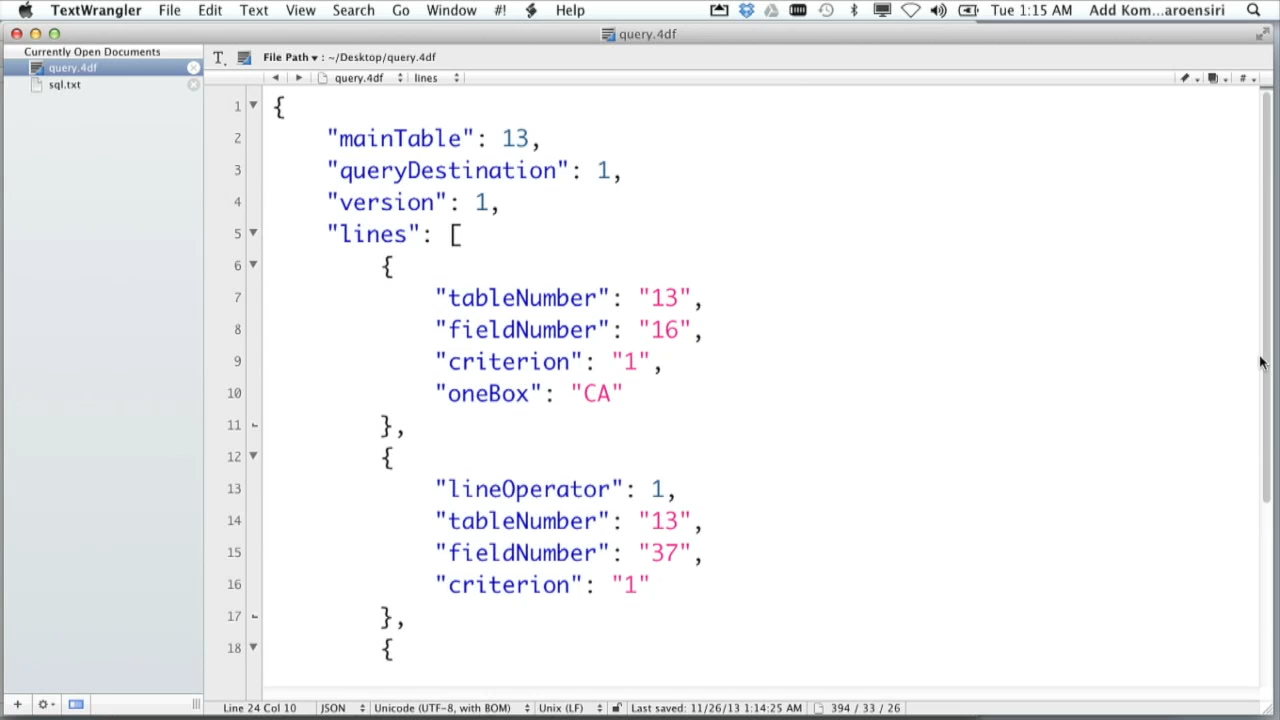 TextWrangler File Edit Text View Search Go Window #! Help Tue 1:15 AM Add Kom...aroensiri
query.4df
Currently Open Documents
query.4df
sql.txt
File Path ▾ : ~/Desktop/query.4df
query.4df lines
1 {
2 "mainTable": 13,
3 "queryDestination": 1,
4 "version": 1,
5 "lines": [
6 {
7 "tableNumber": "13",
8 "fieldNumber": "16",
9 "criterion": "1",
10 "oneBox": "CA"
11 },
12 {
13 "lineOperator": 1,
14 "tableNumber": "13",
15 "fieldNumber": "37",
16 "criterion": "1"
17 },
18 {
Line 24 Col 10 JSON Unicode (UTF-8, with BOM) Unix (LF) Last saved: 11/26/13 1:14:25 AM 394 / 33 / 26